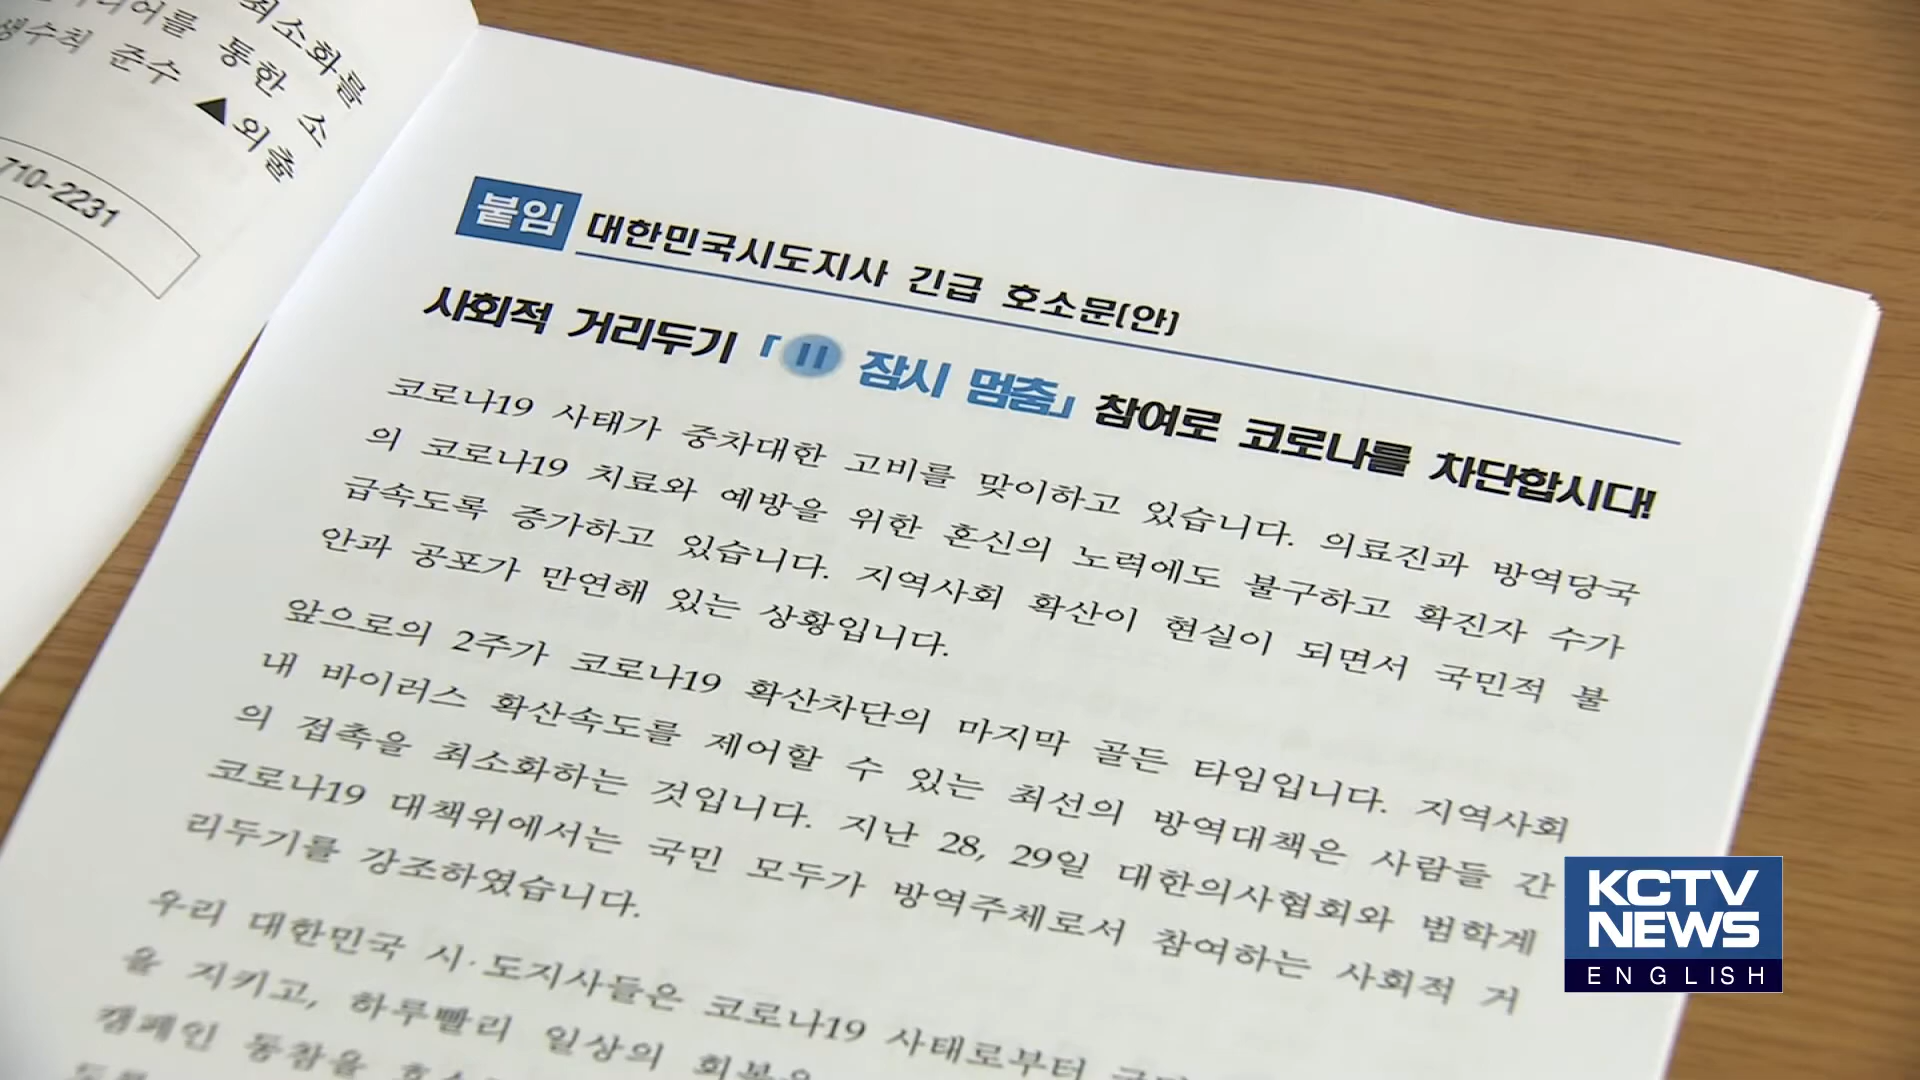 최소화를
통한 소
생수칙 준수 ▲외출
710-2231
붙임 대한민국시도지사 긴급 호소문(안)
사회적 거리두기 「⏸ 잠시 멈춤」 참여로 코로나를 차단합시다!
코로나19 사태가 중차대한 고비를 맞이하고 있습니다. 의료진과 방역당국
의 코로나19 치료와 예방을 위한 혼신의 노력에도 불구하고 확진자 수가
급속도록 증가하고 있습니다. 지역사회 확산이 현실이 되면서 국민적 불
안과 공포가 만연해 있는 상황입니다.
앞으로의 2주가 코로나19 확산차단의 마지막 골든 타임입니다. 지역사회
내 바이러스 확산속도를 제어할 수 있는 최선의 방역대책은 사람들 간
의 접촉을 최소화하는 것입니다. 지난 28, 29일 대한의사협회와 범학계
코로나19 대책위에서는 국민 모두가 방역주체로서 참여하는 사회적 거
리두기를 강조하였습니다.
우리 대한민국 시·도지사들은 코로나19 사태로부터
을 지키고, 하루빨리 일상의 회복을
캠페인 동참을
KCTV
NEWS
ENGLISH